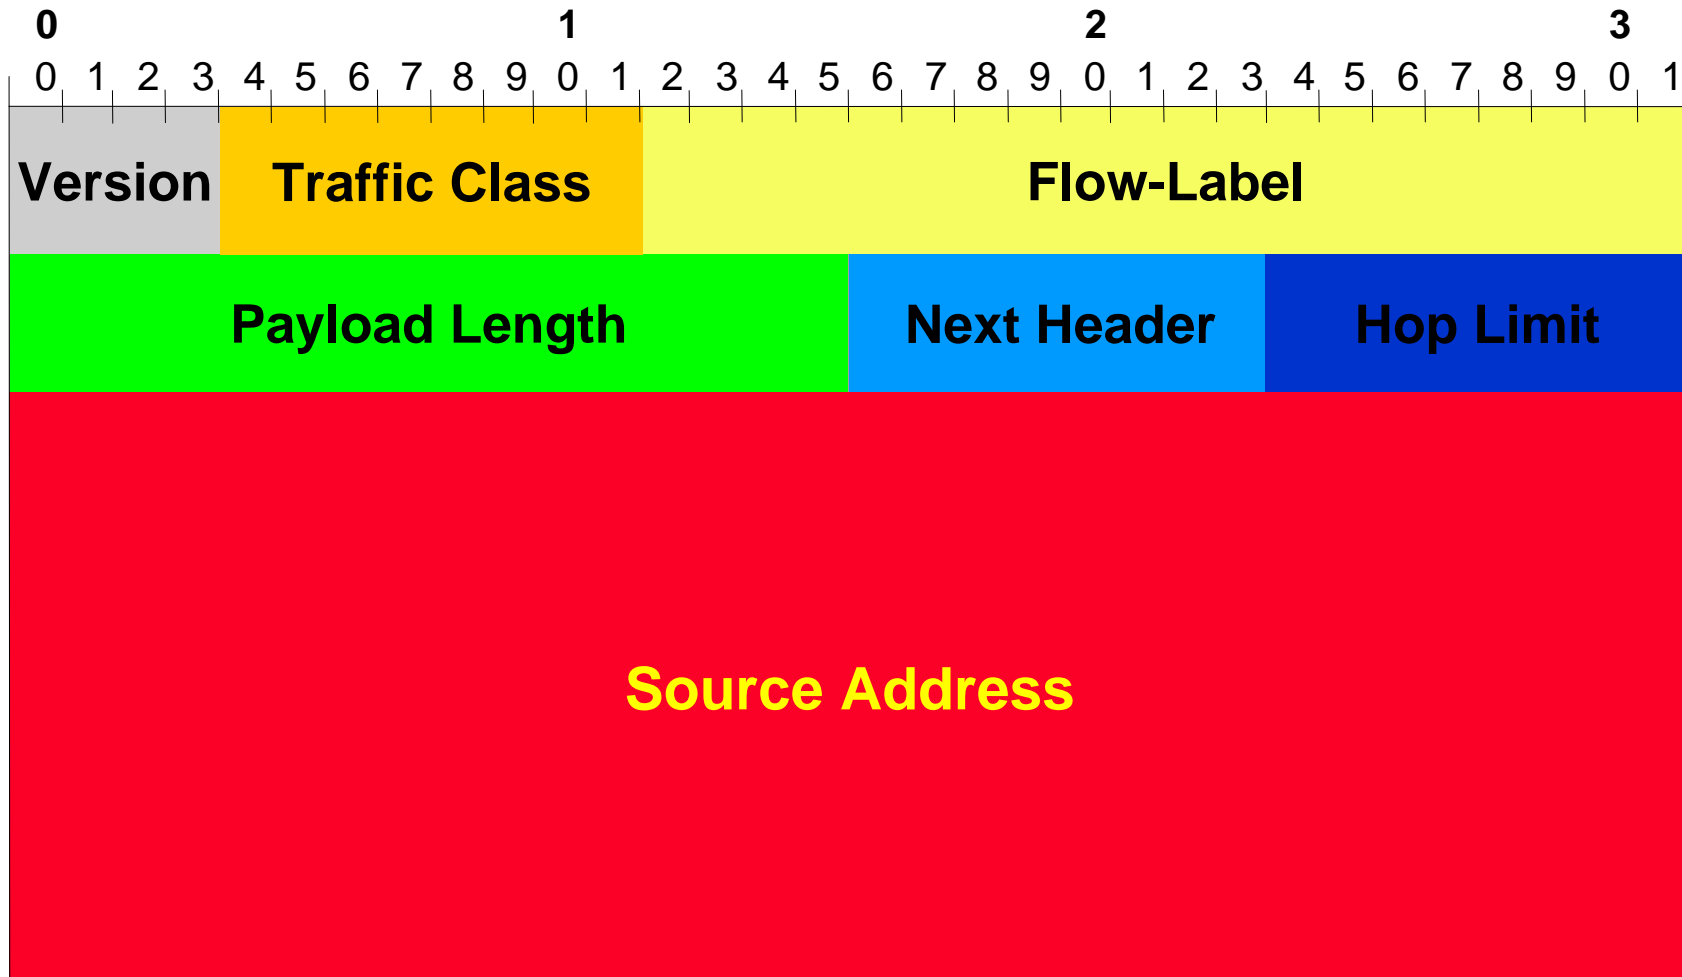 0 1 2 3
0 1 2 3 4 5 6 7 8 9 0 1 2 3 4 5 6 7 8 9 0 1 2 3 4 5 6 7 8 9 0 1
Version Traffic Class Flow-Label
Payload Length Next Header Hop Limit
Source Address